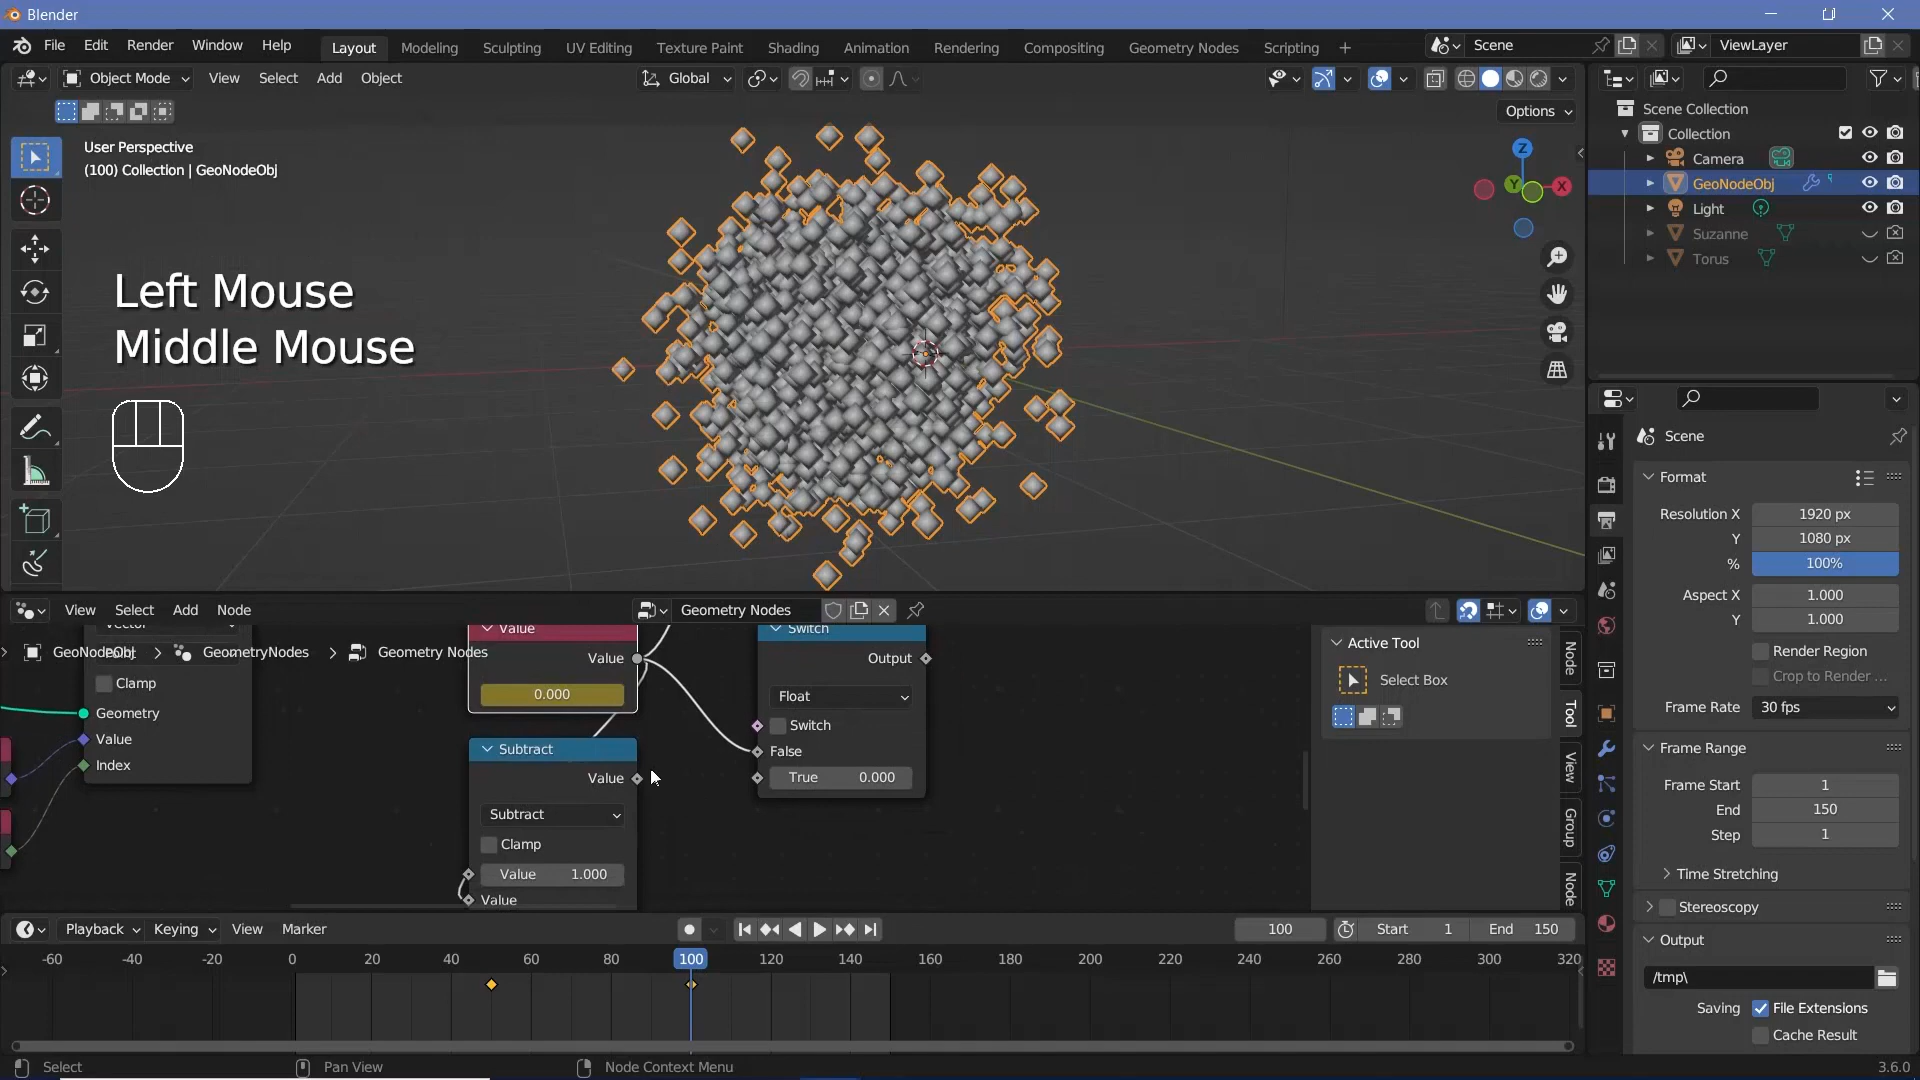 Blender
File Edit Render Window Help Layout Modeling Sculpting UV Editing Texture Paint Shading Animation Rendering Compositing Geometry Nodes Scripting + Scene ViewLayer
Object Mode View Select Add Object Global
Options
User Perspective
(100) Collection | GeoNodeObj
Z
Y
X
Left Mouse
Middle Mouse
Scene Collection
Collection
Camera
GeoNodeObj
Light
Suzanne
Torus
Scene
Format
Resolution X 1920 px
Y 1080 px
% 100%
Aspect X 1.000
Y 1.000
Render Region
Crop to Render ...
Frame Rate 30 fps
Frame Range
Frame Start 1
End 150
Step 1
Time Stretching
Stereoscopy
Output
/tmp\
Saving File Extensions
Cache Result
View Select Add Node Geometry Nodes
GeoNodeObj > GeometryNodes > Geometry Nodes
Clamp
Geometry
Value
Index
Value
Value
0.000
Subtract
Value
Subtract
Clamp
Value 1.000
Value
Switch
Output
Float
Switch
False
True 0.000
Active Tool
Select Box
Node
Tool
View
Group
Node
Playback Keying View Marker 100 Start 1 End 150
-60 -40 -20 0 20 40 60 80 100 120 140 160 180 200 220 240 260 280 300 320
Select Pan View Node Context Menu 3.6.0